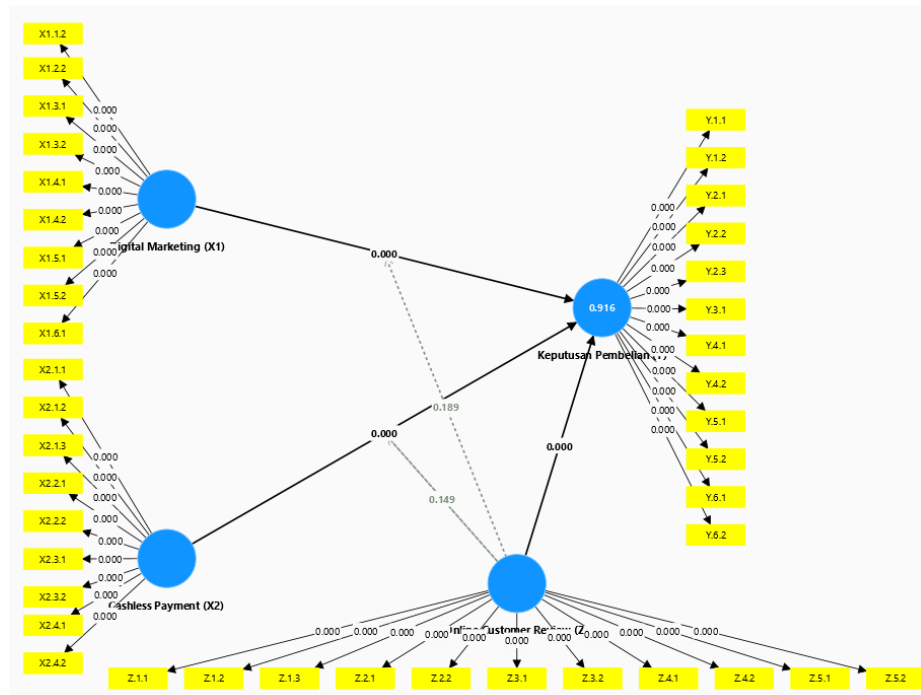 X1.1.2
X1.2.2
X1.3.1
X1.3.2
X1.4.1
X1.4.2
X1.5.1
X1.5.2
X1.6.1
0.000
0.000
0.000
0.000
0.000
0.000
0.000
0.000
0.000
igital Marketing (X1)
X2.1.1
X2.1.2
X2.1.3
X2.2.1
X2.2.2
X2.3.1
X2.3.2
X2.4.1
X2.4.2
0.000
0.000
0.000
0.000
0.000
0.000
0.000
0.000
0.000
ashless Payment (X2)
0.000
0.189
0.000
0.149
0.000
0.916
Keputusan Pembelian
Y.1.1
Y.1.2
Y.2.1
Y.2.2
Y.2.3
Y.3.1
Y.4.1
Y.4.2
Y.5.1
Y.5.2
Y.6.1
Y.6.2
0.000
0.000
0.000
0.000
0.000
0.000
0.000
0.000
0.000
0.000
0.000
0.000
nline Customer Review (Z
0.000
0.000
0.000
0.000
0.000
0.000
0.000
0.000
0.000
0.000
0.000
Z.1.1
Z.1.2
Z.1.3
Z.2.1
Z.2.2
Z.3.1
Z.3.2
Z.4.1
Z.4.2
Z.5.1
Z.5.2